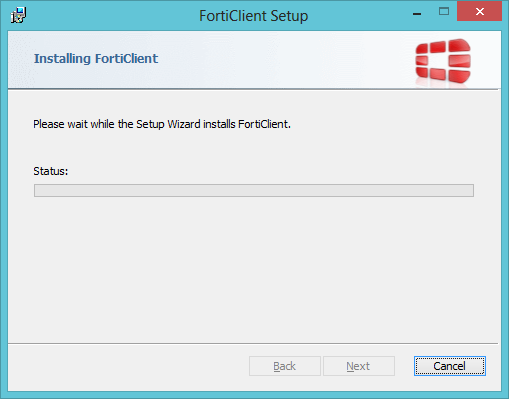 FortiClient Setup
Installing FortiClient
Please wait while the Setup Wizard installs FortiClient.
Status:
Back Next Cancel